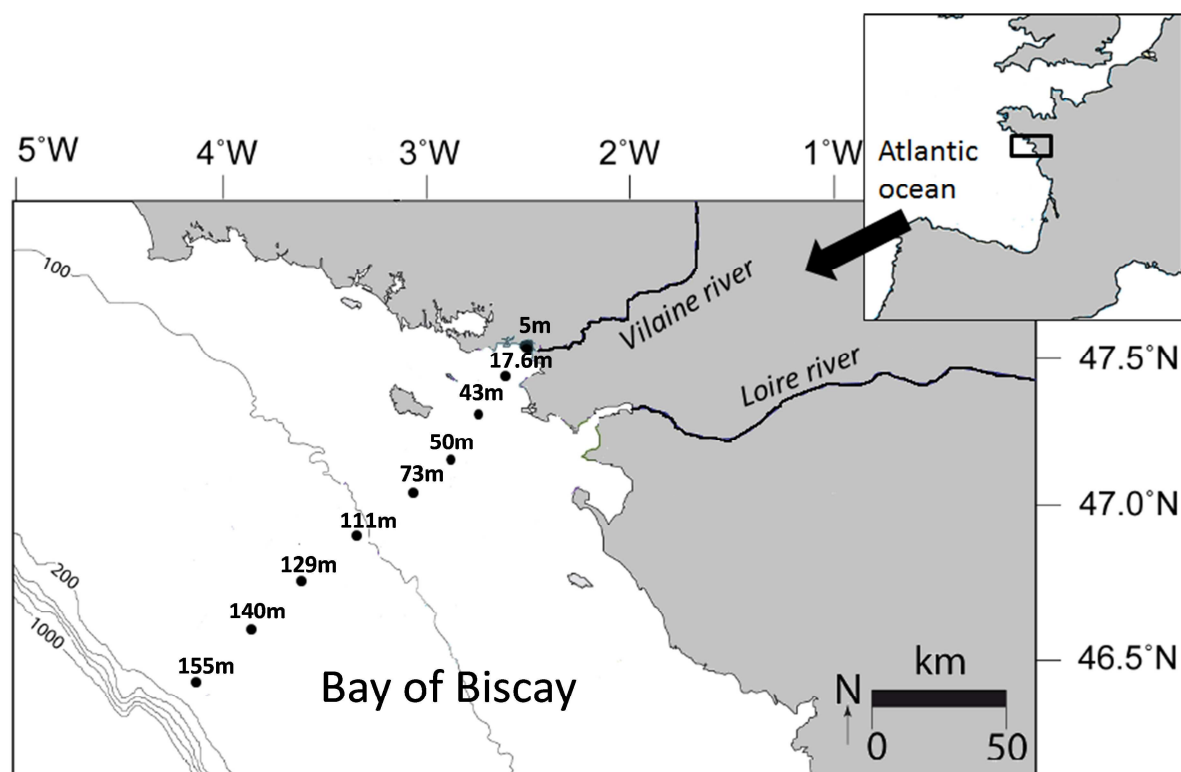 5°W 4°W 3°W 2°W 1°W
Atlantic
ocean
100
Vilaine river
5m
17.6m
47.5°N
Loire river
43m
50m
73m
47.0°N
111m
129m
200
140m
1000
155m
46.5°N
km
Bay of Biscay
N
0 50